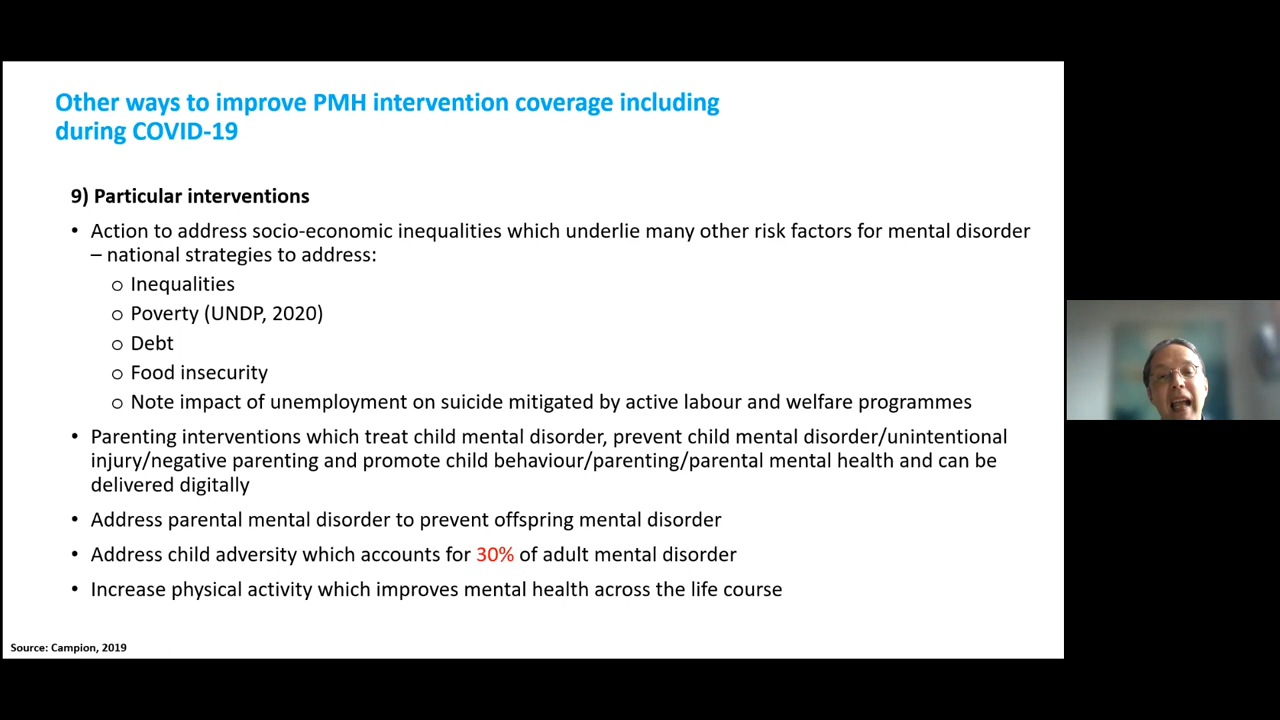 Other ways to improve PMH intervention coverage including
during COVID-19
9) Particular interventions
• Action to address socio-economic inequalities which underlie many other risk factors for mental disorder
– national strategies to address:
o Inequalities
o Poverty (UNDP, 2020)
o Debt
o Food insecurity
o Note impact of unemployment on suicide mitigated by active labour and welfare programmes
• Parenting interventions which treat child mental disorder, prevent child mental disorder/unintentional
injury/negative parenting and promote child behaviour/parenting/parental mental health and can be
delivered digitally
• Address parental mental disorder to prevent offspring mental disorder
• Address child adversity which accounts for 30% of adult mental disorder
• Increase physical activity which improves mental health across the life course
Source: Campion, 2019